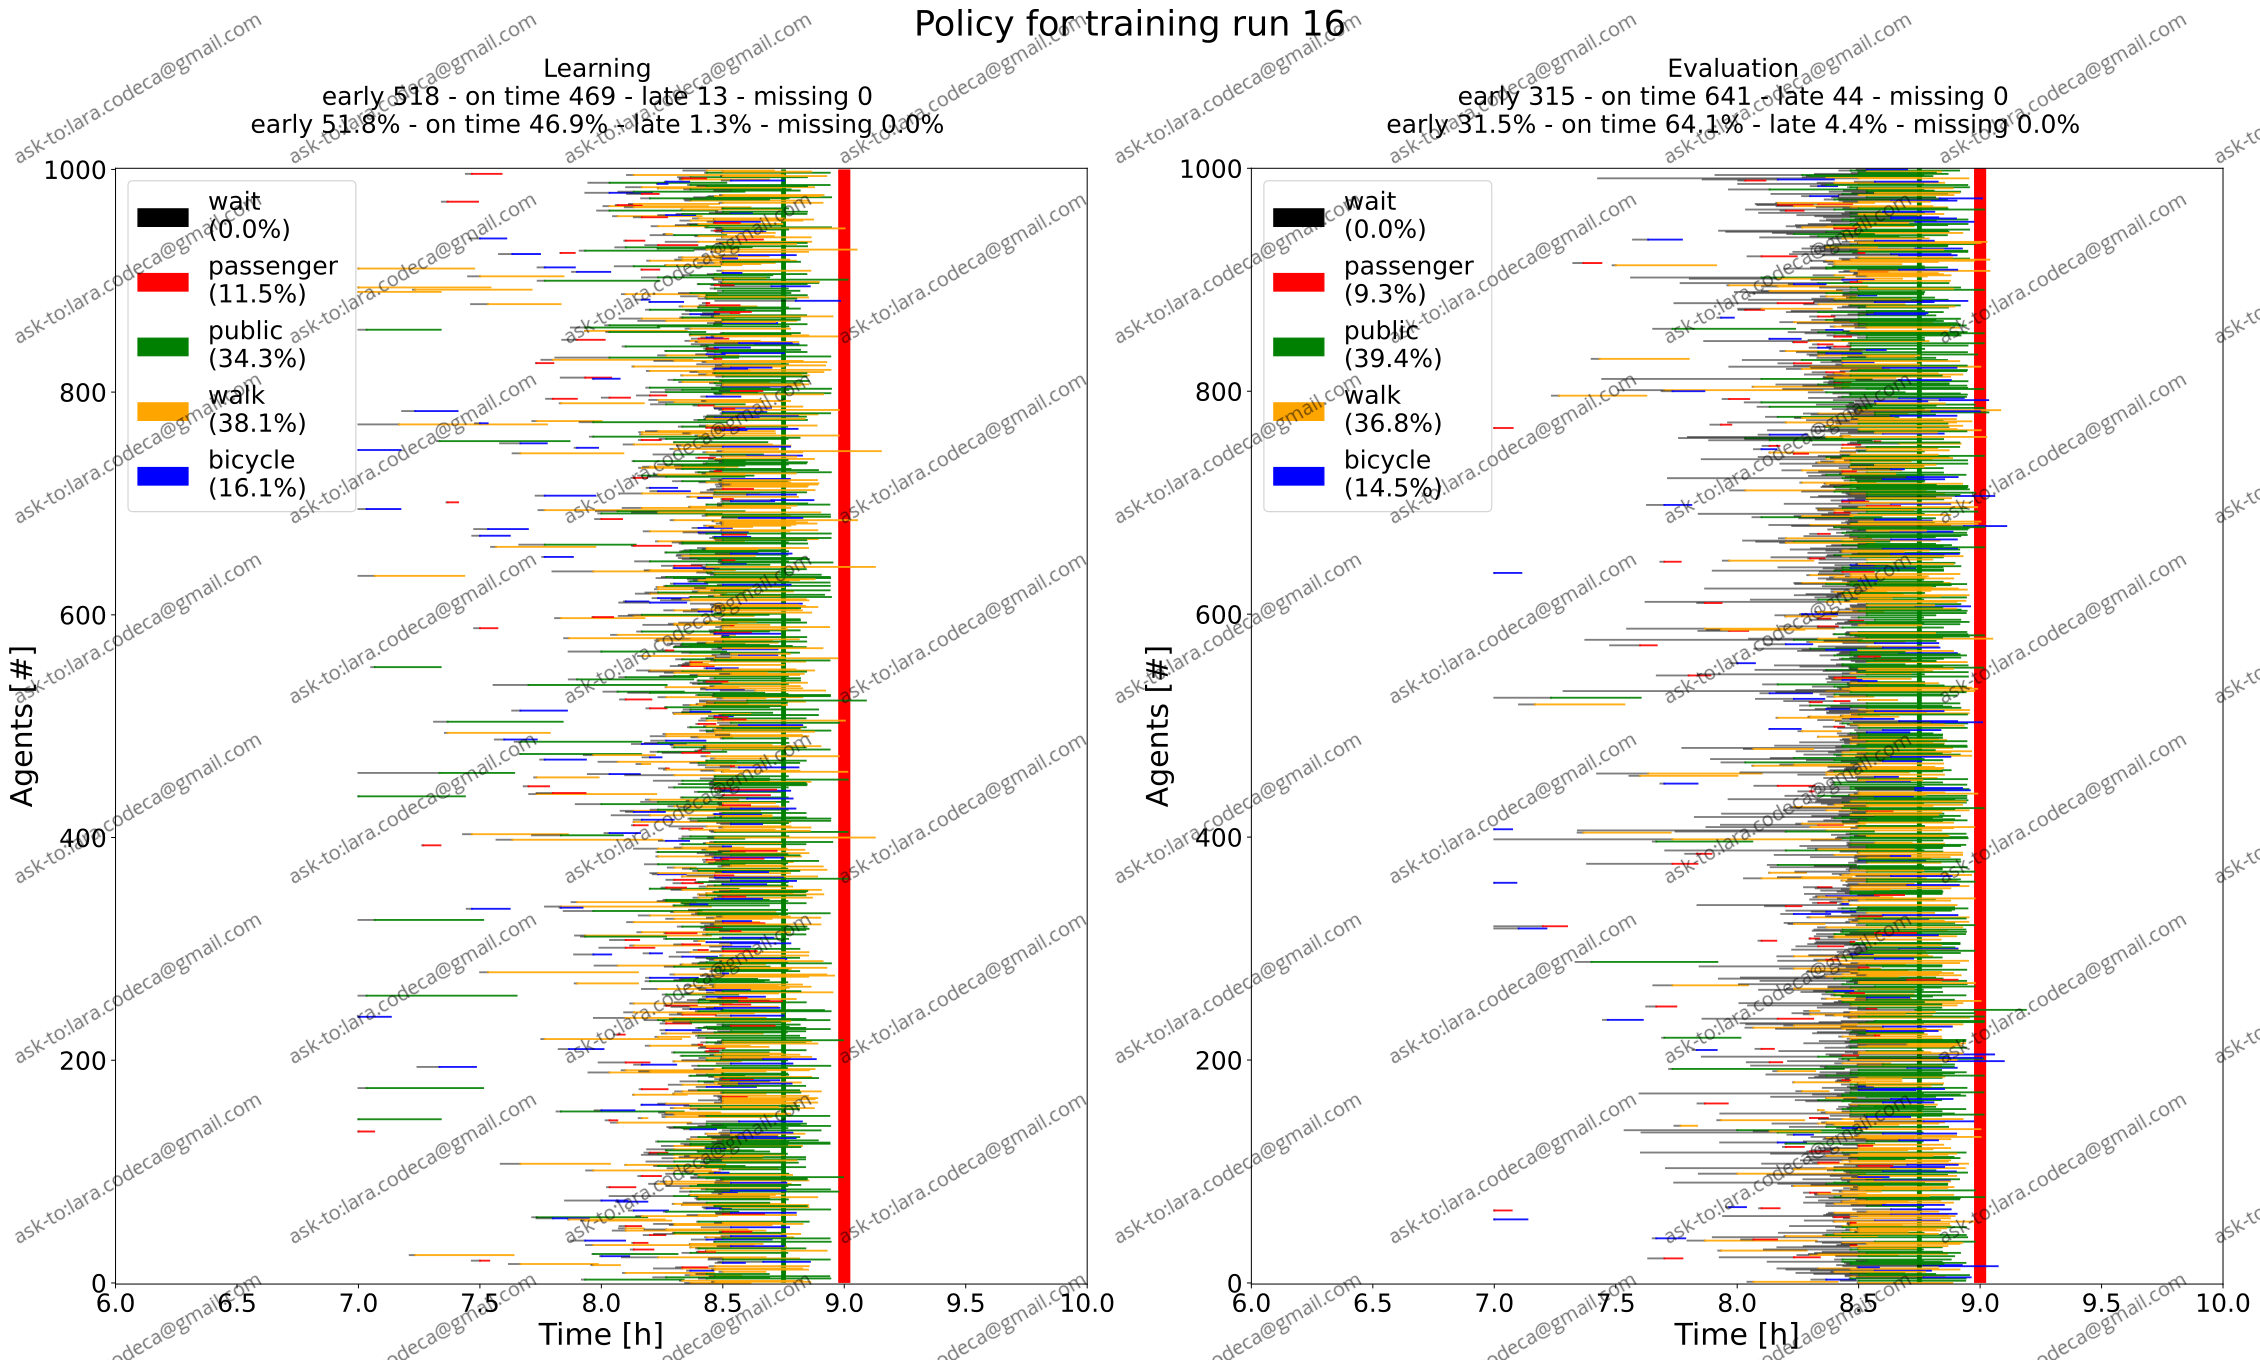 Policy for training run 16
Learning
early 518 - on time 469 - late 13 - missing 0
early 51.8% - on time 46.9% - late 1.3% - missing 0.0%
1000
800
600
400
200
0
Agents [#]
wait
(0.0%)
passenger
(11.5%)
public
(34.3%)
walk
(38.1%)
bicycle
(16.1%)
6.0 6.5 7.0 7.5 8.0 8.5 9.0 9.5 10.0
Time [h]
Evaluation
early 315 - on time 641 - late 44 - missing 0
early 31.5% - on time 64.1% - late 4.4% - missing 0.0%
1000
800
600
400
200
0
Agents [#]
wait
(0.0%)
passenger
(9.3%)
public
(39.4%)
walk
(36.8%)
bicycle
(14.5%)
6.0 6.5 7.0 7.5 8.0 8.5 9.0 9.5 10.0
Time [h]
ask-to:lara.codeca@gmail.com